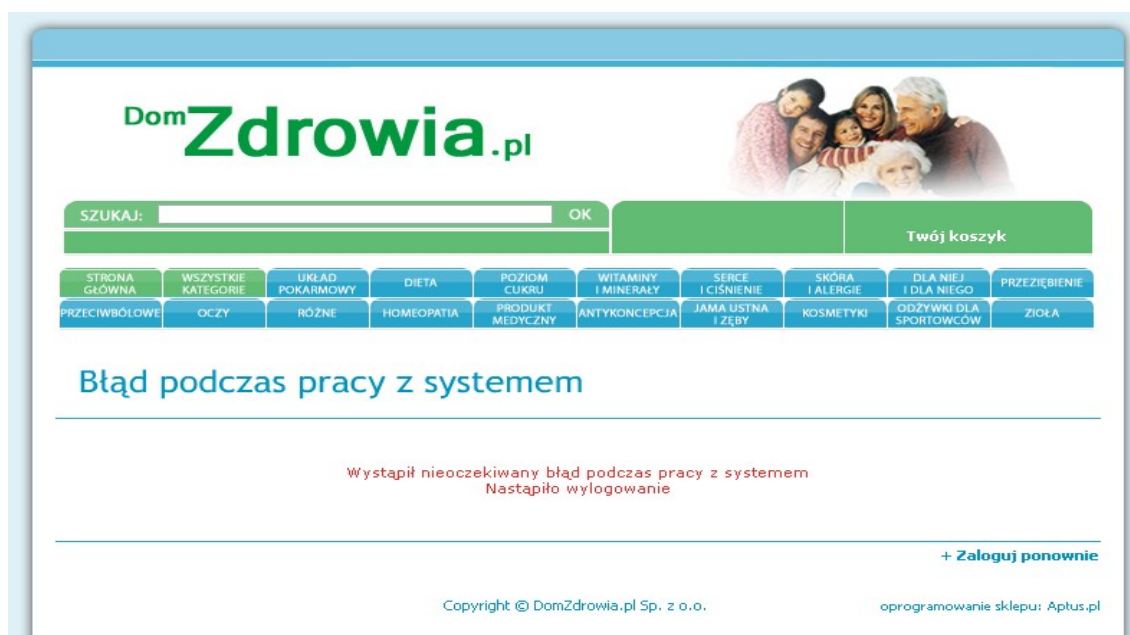 DomZdrowia.pl
SZUKAJ:
OK
Twój koszyk
STRONA GŁÓWNA
WSZYSTKIE KATEGORIE
UKŁAD POKARMOWY
DIETA
POZIOM CUKRU
WITAMINY I MINERAŁY
SERCE I CIŚNIENIE
SKÓRA I ALERGIE
DLA NIEJ I DLA NIEGO
PRZEZIĘBIENIE
PRZECIWBÓLOWE
OCZY
RÓŻNE
HOMEOPATIA
PRODUKT MEDYCZNY
ANTYKONCEPCJA
JAMA USTNA I ZĘBY
KOSMETYKI
ODŻYWKI DLA SPORTOWCÓW
ZIOŁA
Błąd podczas pracy z systemem
Wystąpił nieoczekiwany błąd podczas pracy z systemem
Nastąpiło wylogowanie
+ Zaloguj ponownie
Copyright © DomZdrowia.pl Sp. z o.o.
oprogramowanie sklepu: Aptus.pl